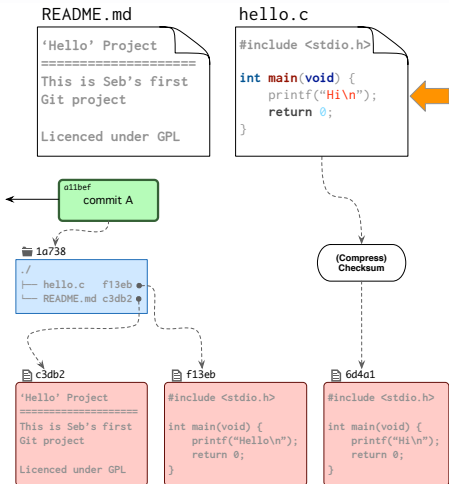 README.md
‘Hello’ Project
=====================
This is Seb’s first
Git project
Licenced under GPL
hello.c
#include <stdio.h>
int main(void) {
printf(“Hi\n”);
return 0;
}
a11bef
commit A
1a738
./
├── hello.c f13eb
└── README.md c3db2
(Compress)
Checksum
c3db2
‘Hello’ Project
====================
This is Seb’s first
Git project
Licenced under GPL
f13eb
#include <stdio.h>
int main(void) {
printf(“Hello\n”);
return 0;
}
6d4a1
#include <stdio.h>
int main(void) {
printf(“Hi\n”);
return 0;
}